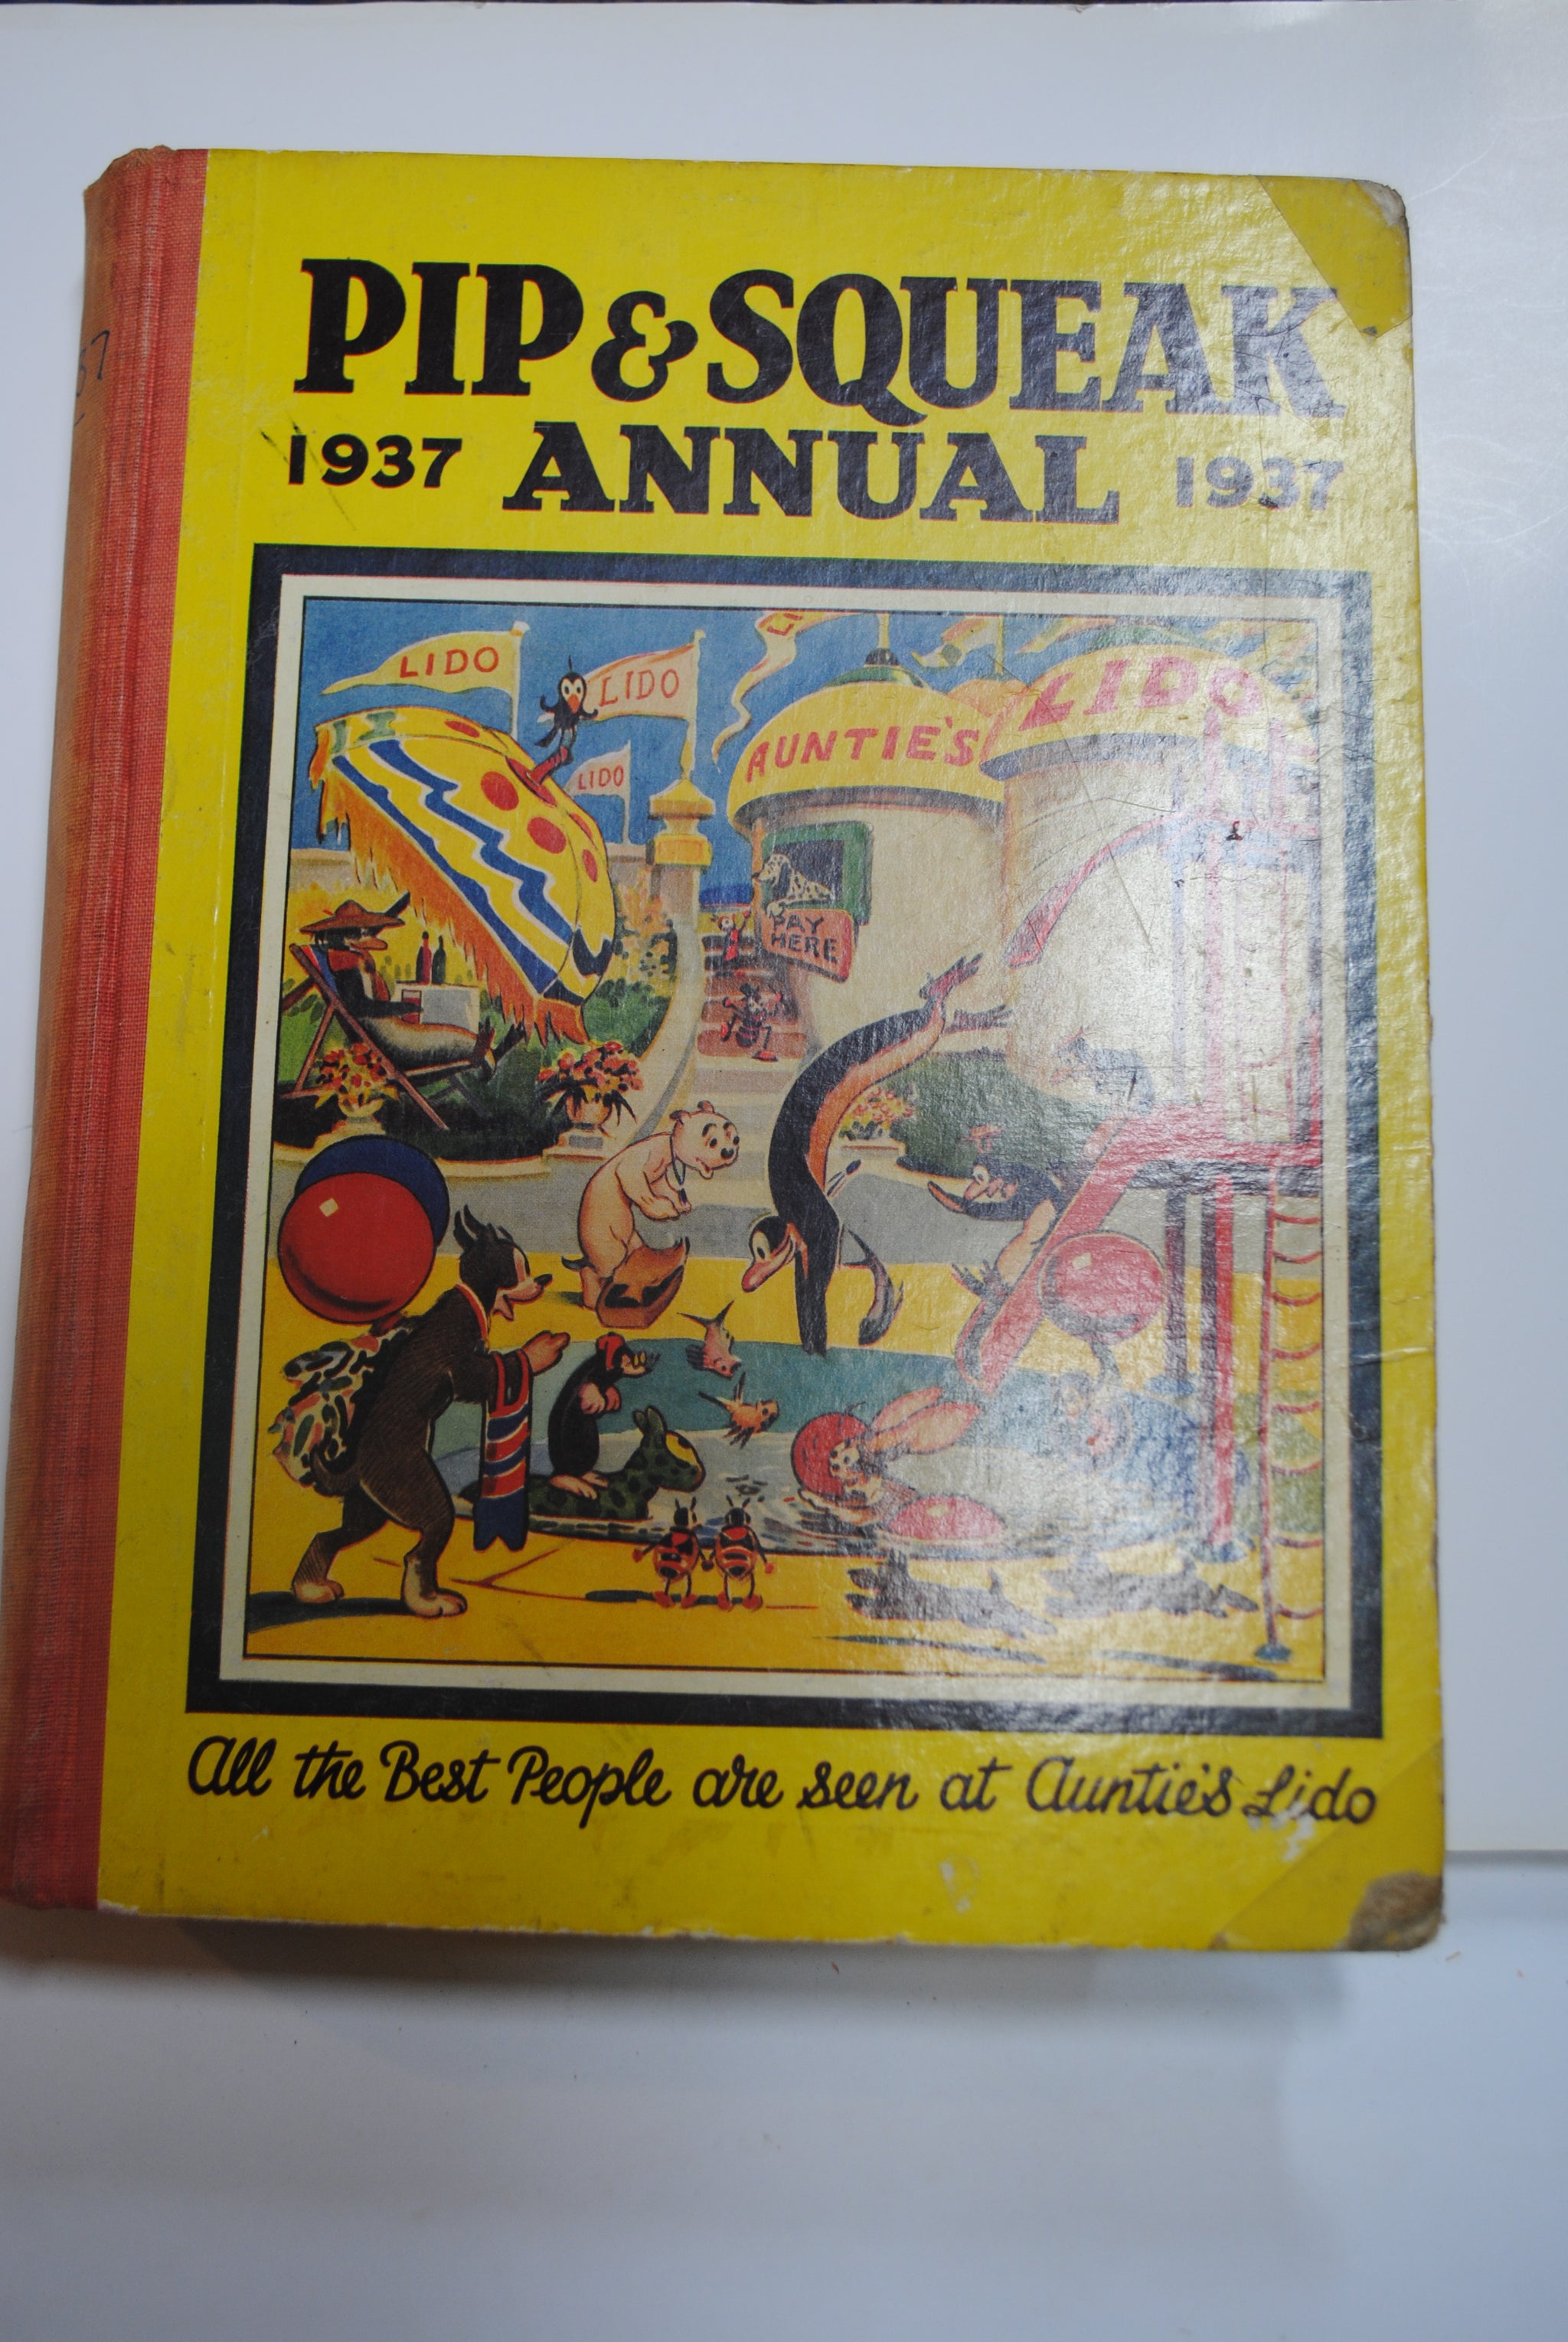 PIP & SQUEAK
1937 ANNUAL 1937
LIDO
LIDO
LIDO
LI
AUNTIE'S
LIDO
PAY
HERE
All the Best People are seen at Auntie's Lido